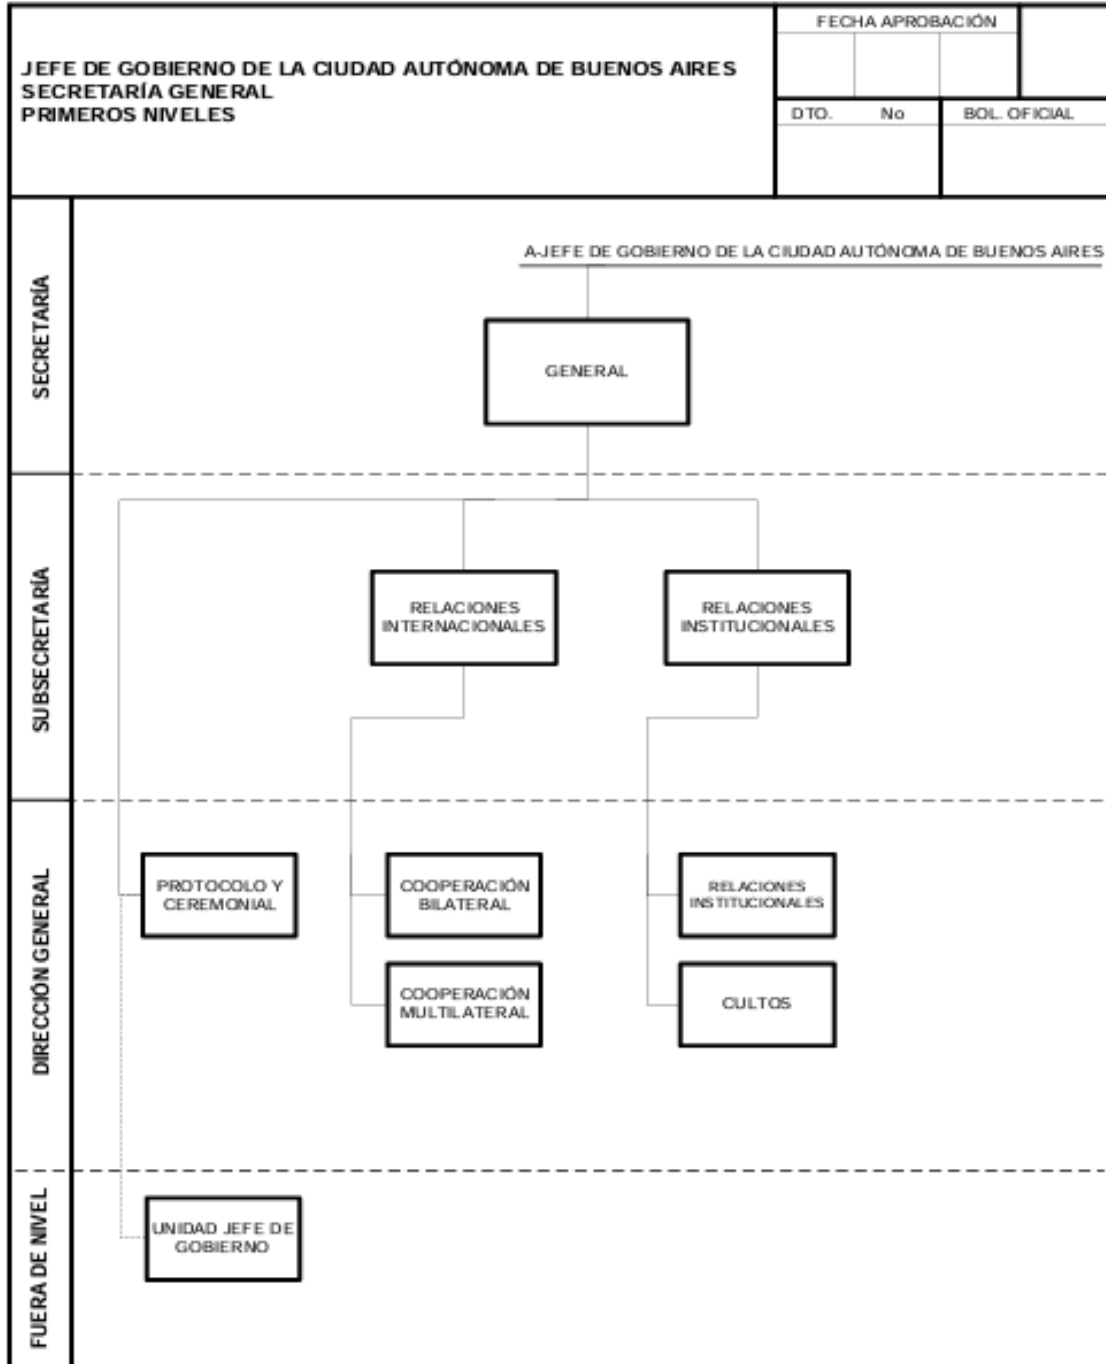 JEFE DE GOBIERNO DE LA CIUDAD AUTÓNOMA DE BUENOS AIRES
SECRETARÍA GENERAL
PRIMEROS NIVELES
FECHA APROBACIÓN
DTO. No
BOL. OFICIAL
SECRETARÍA
A-JEFE DE GOBIERNO DE LA CIUDAD AUTÓNOMA DE BUENOS AIRES
GENERAL
SUBSECRETARÍA
RELACIONES
INTERNACIONALES
RELACIONES
INSTITUCIONALES
DIRECCIÓN GENERAL
PROTOCOLO Y
CEREMONIAL
COOPERACIÓN
BILATERAL
RELACIONES
INSTITUCIONALES
COOPERACIÓN
MULTILATERAL
CULTOS
FUERA DE NIVEL
UNIDAD JEFE DE
GOBIERNO